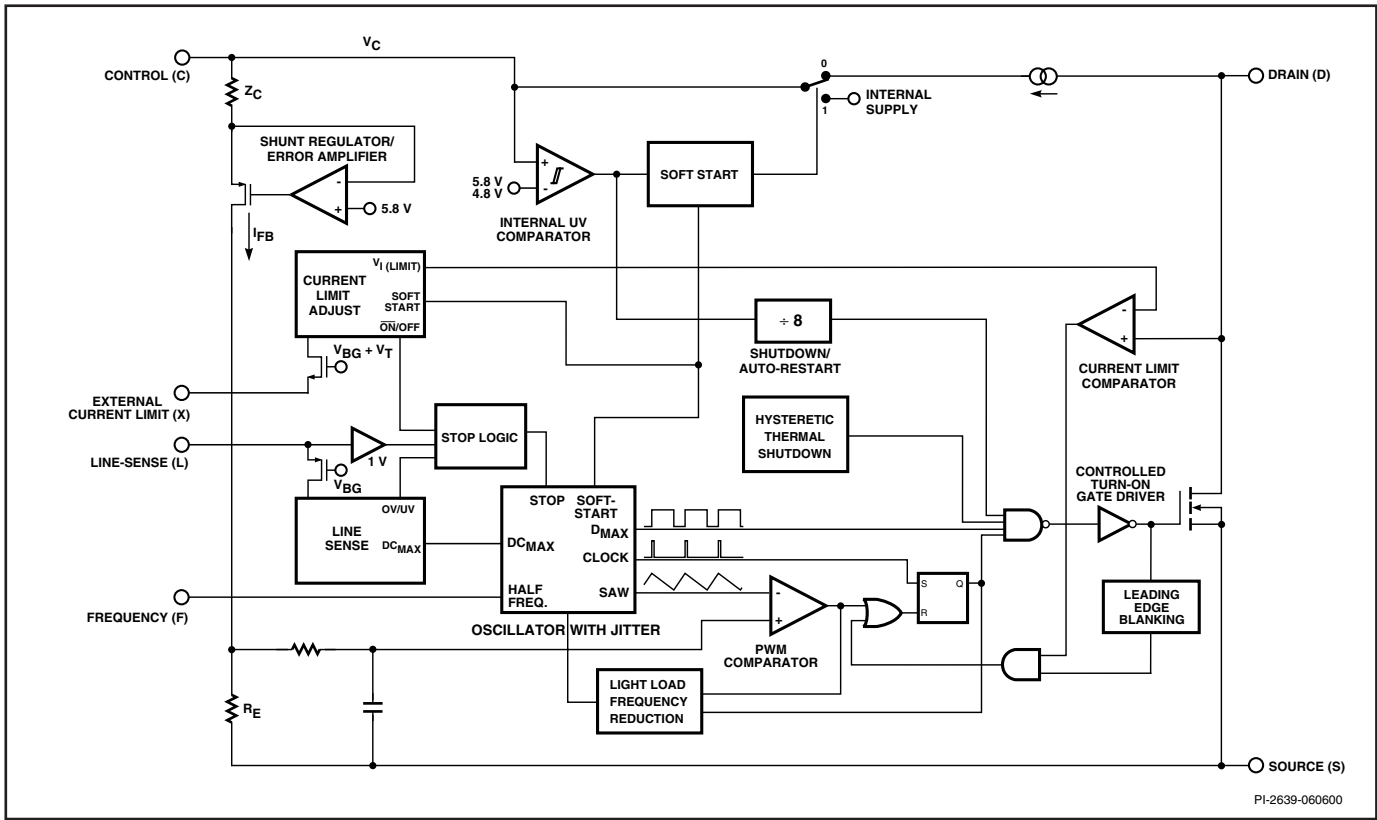 V_C
CONTROL (C)
Z_C
0
1
INTERNAL
SUPPLY
DRAIN (D)
SHUNT REGULATOR/
ERROR AMPLIFIER
-
+
5.8 V
I_FB
+
-
5.8 V
4.8 V
INTERNAL UV
COMPARATOR
SOFT START
CURRENT
LIMIT
ADJUST
V_I (LIMIT)
SOFT
START
O̅N̅/OFF
V_BG + V_T
÷ 8
SHUTDOWN/
AUTO-RESTART
-
+
CURRENT LIMIT
COMPARATOR
EXTERNAL
CURRENT LIMIT (X)
HYSTERETIC
THERMAL
SHUTDOWN
STOP LOGIC
LINE-SENSE (L)
1 V
V_BG
CONTROLLED
TURN-ON
GATE DRIVER
OV/UV
LINE
SENSE
DC_MAX
STOP
SOFT-
START
D_MAX
DC_MAX
CLOCK
HALF
FREQ.
SAW
OSCILLATOR WITH JITTER
FREQUENCY (F)
-
+
PWM
COMPARATOR
S
Q
R
LEADING
EDGE
BLANKING
LIGHT LOAD
FREQUENCY
REDUCTION
R_E
SOURCE (S)
PI-2639-060600